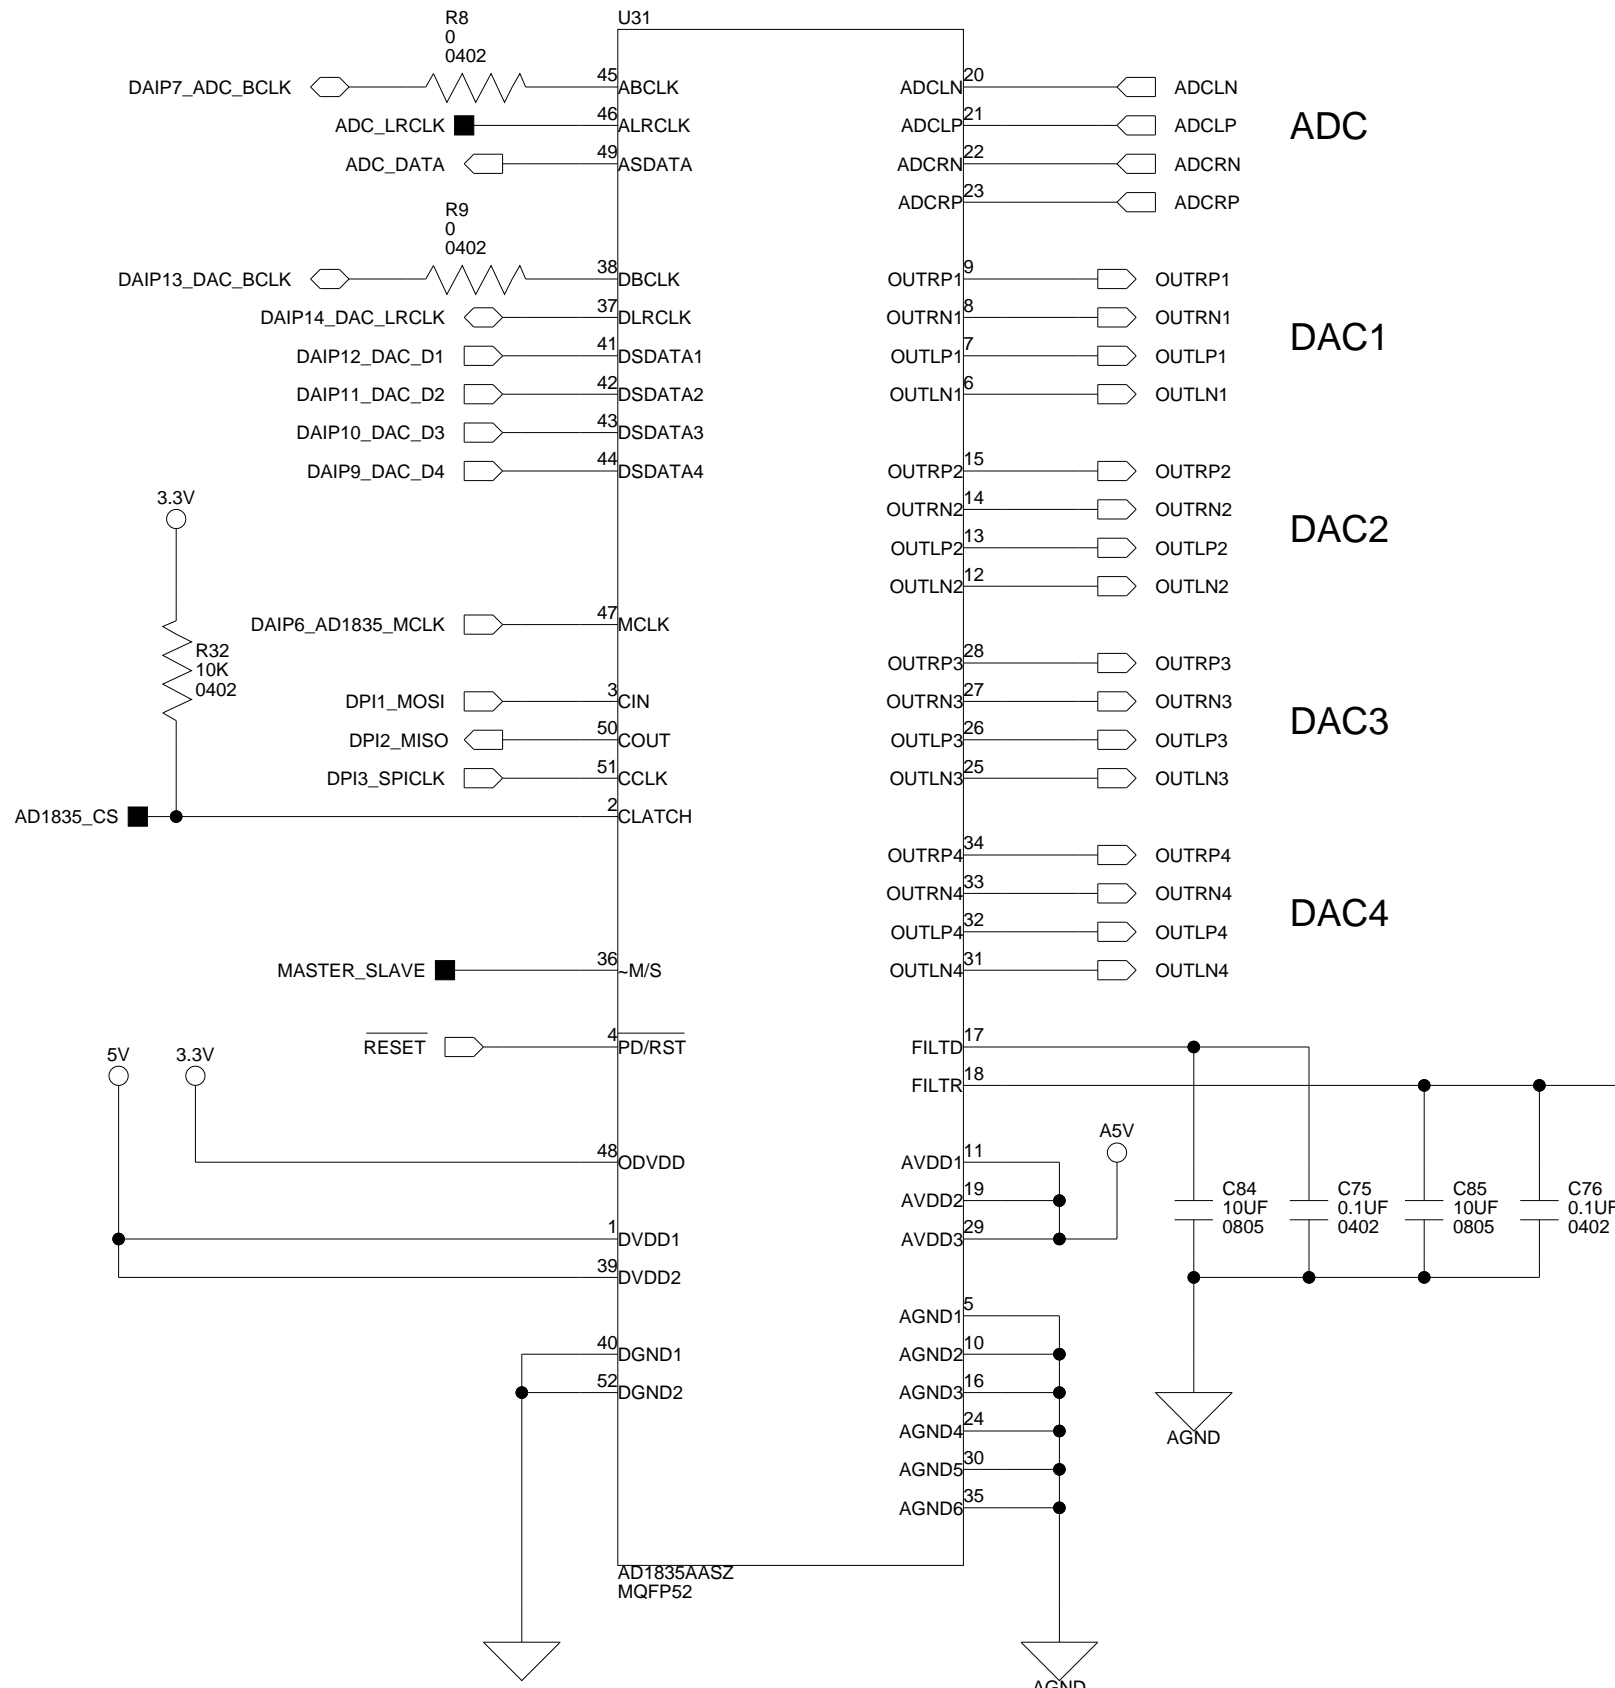 R8
0
0402
U31
DAIP7_ADC_BCLK 45 ABCLK ADCLN 20 ADCLN
ADC_LRCLK 46 ALRCLK ADCLP 21 ADCLP ADC
ADC_DATA 49 ASDATA ADCRN 22 ADCRN
ADCRP 23 ADCRP
R9
0
0402
DAIP13_DAC_BCLK 38 DBCLK OUTRP1 9 OUTRP1
DAIP14_DAC_LRCLK 37 DLRCLK OUTRN1 8 OUTRN1
DAC1
DAIP12_DAC_D1 41 DSDATA1 OUTLP1 7 OUTLP1
DAIP11_DAC_D2 42 DSDATA2 OUTLN1 6 OUTLN1
DAIP10_DAC_D3 43 DSDATA3
DAIP9_DAC_D4 44 DSDATA4 OUTRP2 15 OUTRP2
3.3V
OUTRN2 14 OUTRN2
DAC2
OUTLP2 13 OUTLP2
OUTLN2 12 OUTLN2
DAIP6_AD1835_MCLK 47 MCLK
R32
10K
0402
OUTRP3 28 OUTRP3
DPI1_MOSI 3 CIN OUTRN3 27 OUTRN3
DAC3
DPI2_MISO 50 COUT OUTLP3 26 OUTLP3
DPI3_SPICLK 51 CCLK OUTLN3 25 OUTLN3
AD1835_CS 2 CLATCH
OUTRP4 34 OUTRP4
OUTRN4 33 OUTRN4
DAC4
OUTLP4 32 OUTLP4
MASTER_SLAVE 36 ~M/S OUTLN4 31 OUTLN4
RESET 4 PD/RST FILTD 17
5V 3.3V
FILTR 18
A5V
48 ODVDD AVDD1 11
AVDD2 19
1 DVDD1 AVDD3 29
39 DVDD2
C84
10UF
0805
C75
0.1UF
0402
C85
10UF
0805
C76
0.1UF
0402
AGND1 5
40 DGND1 AGND2 10
52 DGND2 AGND3 16
AGND4 24
AGND
AGND5 30
AGND6 35
AD1835AASZ
MQFP52
AGND